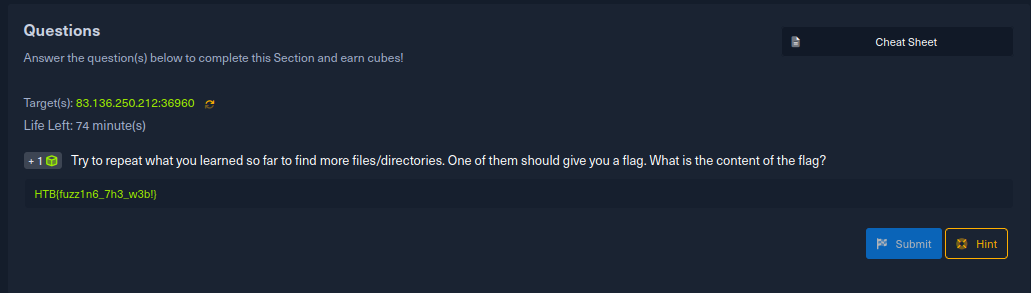 Questions
Cheat Sheet
Answer the question(s) below to complete this Section and earn cubes!
Target(s): 83.136.250.212:36960
Life Left: 74 minute(s)
+ 1 Try to repeat what you learned so far to find more files/directories. One of them should give you a flag. What is the content of the flag?
HTB{fuzz1n6_7h3_w3b!}
Submit
Hint